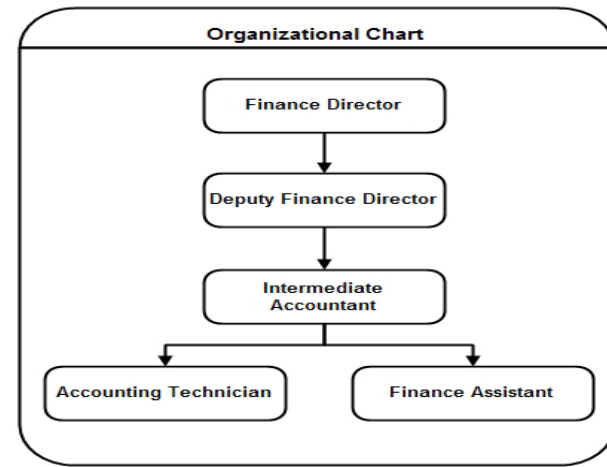 Organizational Chart
Finance Director
Deputy Finance Director
Intermediate
Accountant
Accounting Technician
Finance Assistant